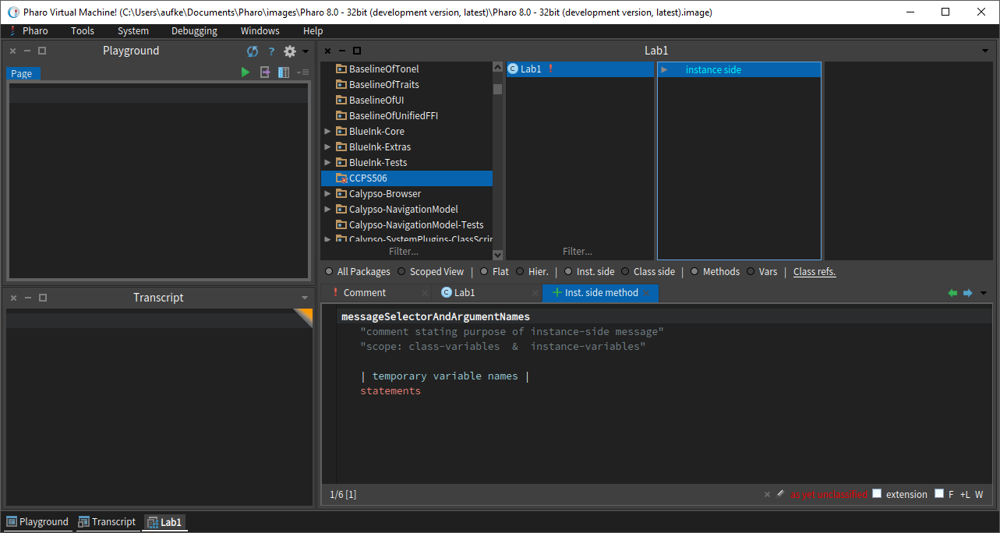 Pharo Virtual Machine! (C:\Users\aufke\Documents\Pharo\images\Pharo 8.0 - 32bit (development version, latest)\Pharo 8.0 - 32bit (development version, latest).image)
Pharo Tools System Debugging Windows Help
Playground
?
Page
Lab1
BaselineOfTonel
BaselineOfTraits
BaselineOfUI
BaselineOfUnifiedFFI
BlueInk-Core
BlueInk-Extras
BlueInk-Tests
CCPS506
Calypso-Browser
Calypso-NavigationModel
Calypso-NavigationModel-Tests
Calypso-SystemPlugins-ClassScrip
Filter...
C Lab1 !
Filter...
instance side
All Packages Scoped View | Flat Hier. | Inst. side Class side | Methods Vars | Class refs.
! Comment C Lab1 + Inst. side method
messageSelectorAndArgumentNames
"comment stating purpose of instance-side message"
"scope: class-variables & instance-variables"
| temporary variable names |
statements
1/6 [1] as yet unclassified extension F +L W
Transcript
Playground Transcript Lab1